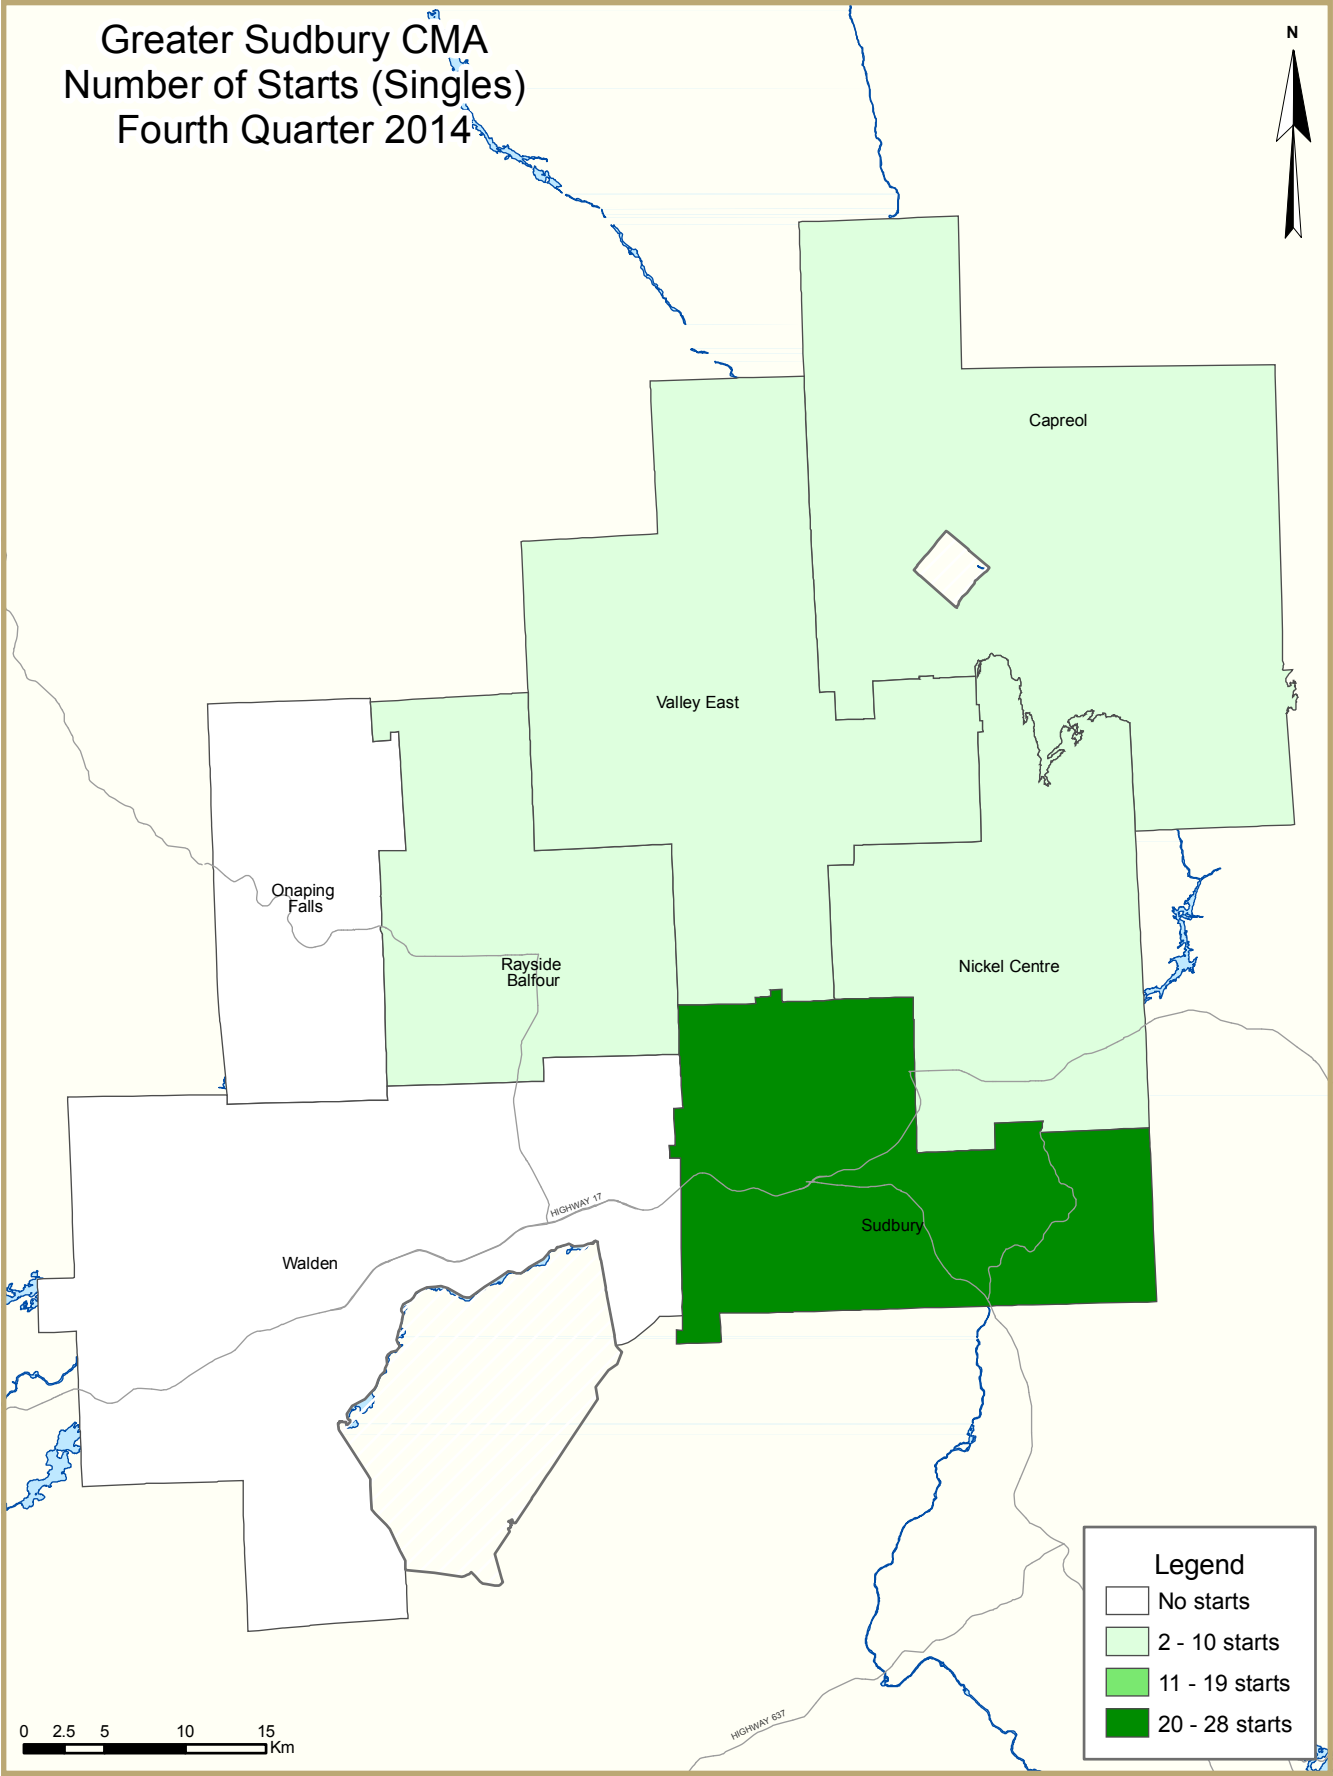 Greater Sudbury CMA
Number of Starts (Singles)
Fourth Quarter 2014
N
Capreol
Valley East
Onaping
Falls
Rayside
Balfour
Nickel Centre
HIGHWAY 17
Sudbury
Walden
Legend
No starts
2 - 10 starts
11 - 19 starts
20 - 28 starts
HIGHWAY 637
0 2.5 5 10 15
Km